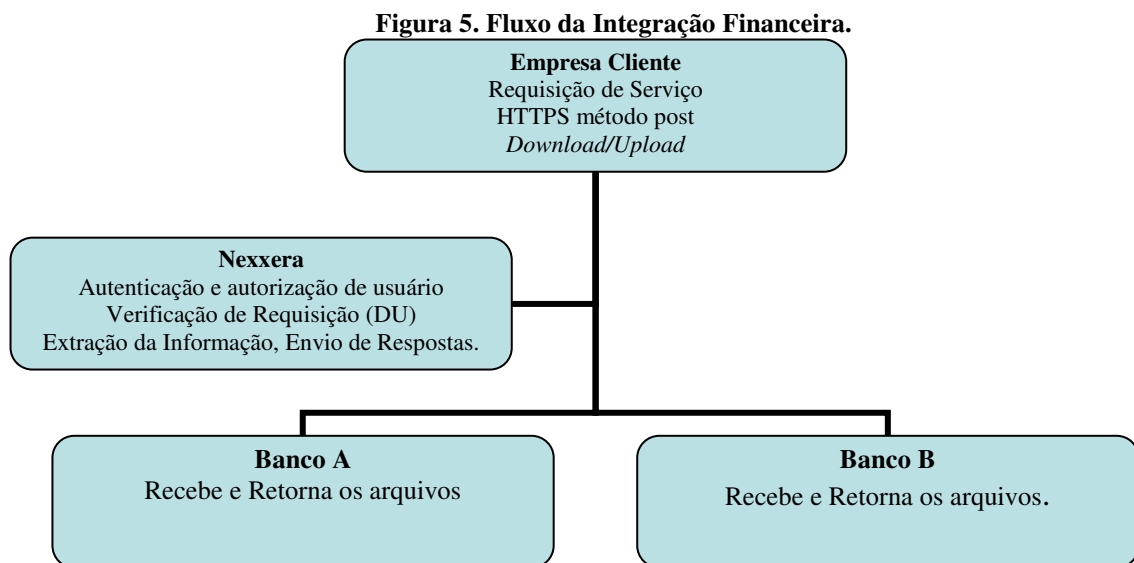 Figura 5. Fluxo da Integração Financeira.
Empresa Cliente
Requisição de Serviço
HTTPS método post
Download/Upload
Nexxera
Autenticação e autorização de usuário
Verificação de Requisição (DU)
Extração da Informação, Envio de Respostas.
Banco A
Recebe e Retorna os arquivos
Banco B
Recebe e Retorna os arquivos.